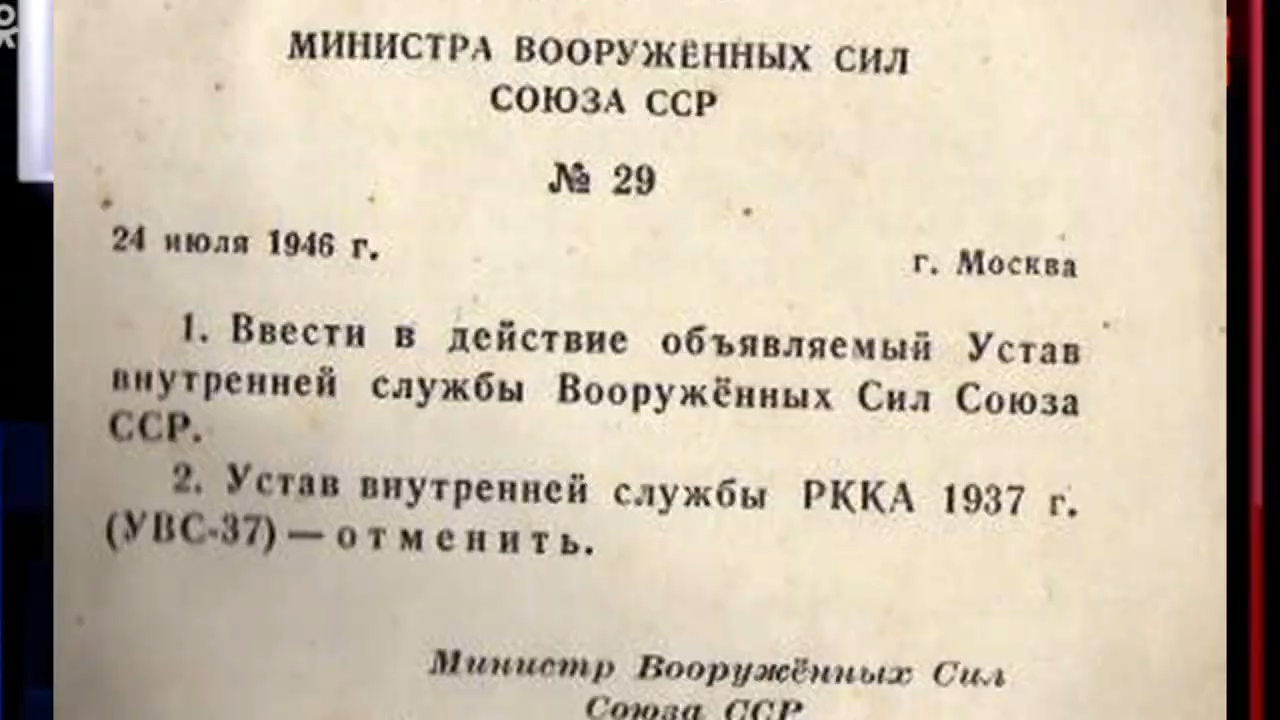 МИНИСТРА ВООРУЖЁННЫХ СИЛ
СОЮЗА ССР
№ 29
24 июля 1946 г.
г. Москва
1. Ввести в действие объявляемый Устав
внутренней службы Вооружённых Сил Союза
ССР.
2. Устав внутренней службы РККА 1937 г.
(УВС-37) — отменить.
Министр Вооружённых Сил
Союза ССР